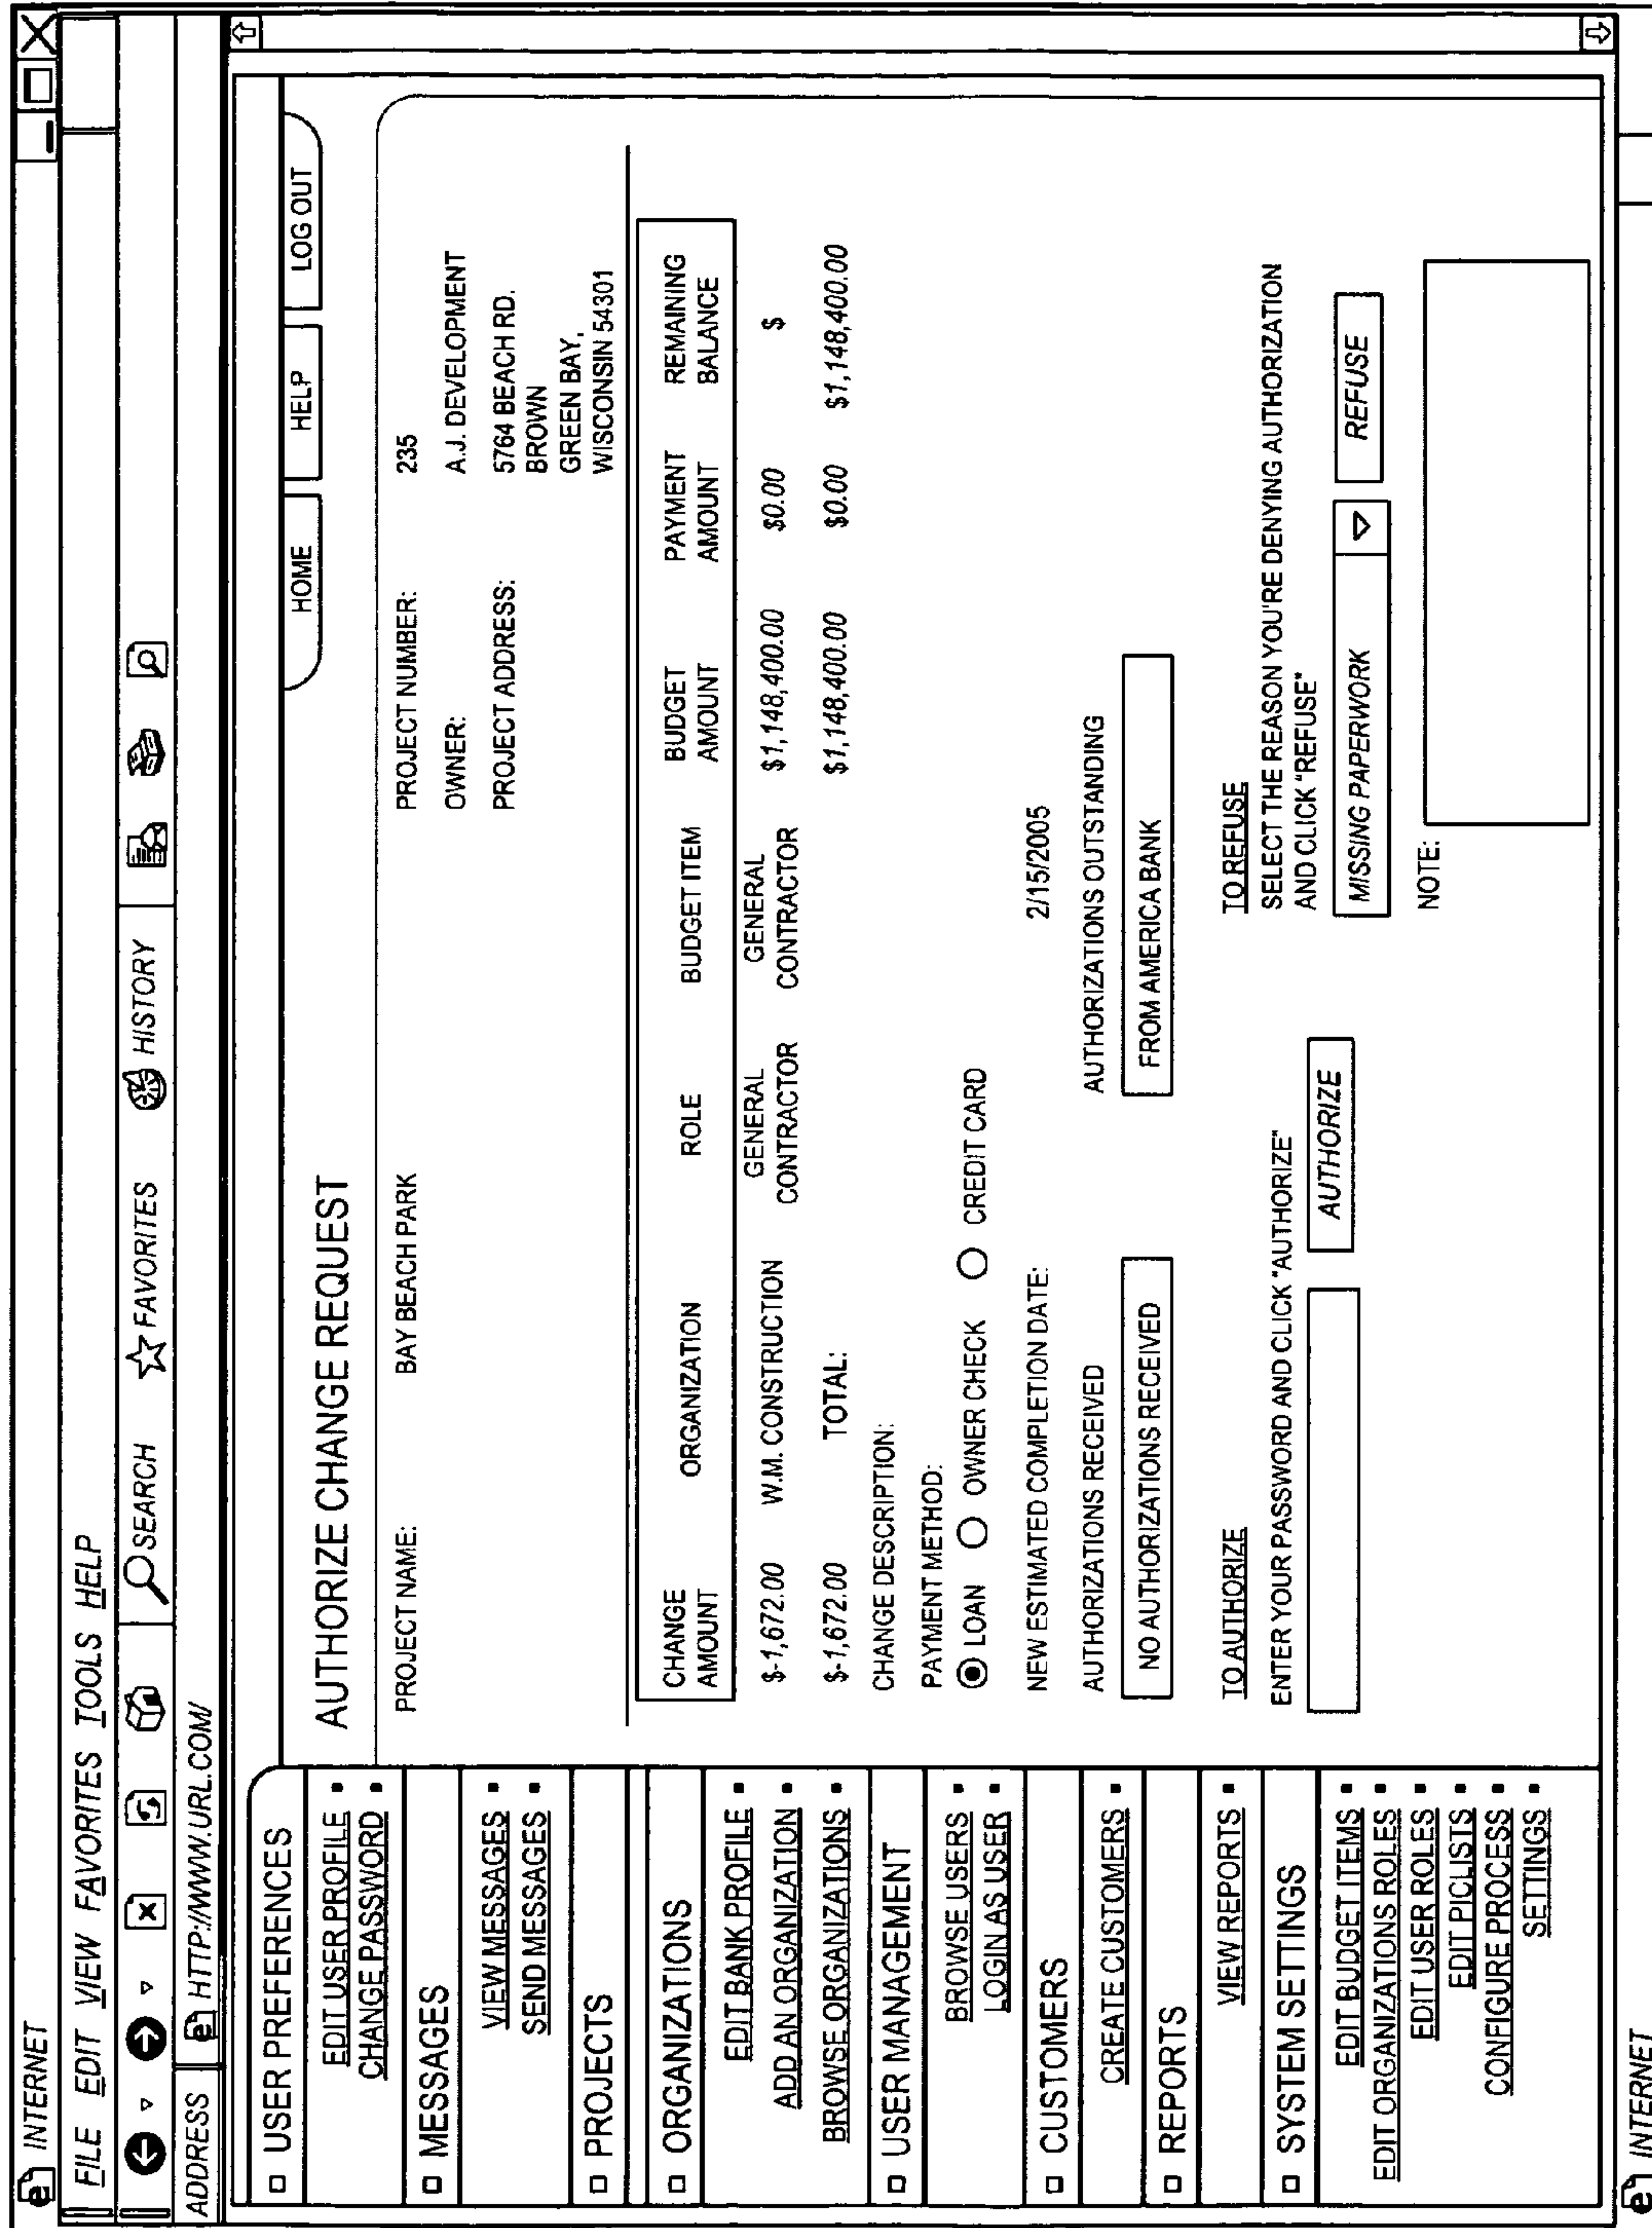 INTERNET
FILE EDIT VIEW FAVORITES TOOLS HELP
SEARCH FAVORITES HISTORY
ADDRESS HTTP://WWW.URL.COM/
USER PREFERENCES
EDIT USER PROFILE
CHANGE PASSWORD
MESSAGES
VIEW MESSAGES
SEND MESSAGES
PROJECTS
ORGANIZATIONS
EDIT BANK PROFILE
ADD AN ORGANIZATION
BROWSE ORGANIZATIONS
USER MANAGEMENT
BROWSE USERS
LOGIN AS USER
CUSTOMERS
CREATE CUSTOMERS
REPORTS
VIEW REPORTS
SYSTEM SETTINGS
EDIT BUDGET ITEMS
EDIT ORGANIZATIONS ROLES
EDIT USER ROLES
EDIT PICLISTS
CONFIGURE PROCESS
SETTINGS
HOME HELP LOG OUT
AUTHORIZE CHANGE REQUEST
PROJECT NAME: BAY BEACH PARK PROJECT NUMBER: 235
OWNER: A.J. DEVELOPMENT
PROJECT ADDRESS: 5764 BEACH RD.
BROWN
GREEN BAY,
WISCONSIN 54301
CHANGE ORGANIZATION ROLE BUDGET ITEM BUDGET PAYMENT REMAINING
AMOUNT AMOUNT AMOUNT BALANCE
$-1,672.00 W.M. CONSTRUCTION GENERAL GENERAL $1,148,400.00 $0.00 $
CONTRACTOR CONTRACTOR
$-1,672.00 TOTAL: $1,148,400.00 $0.00 $1,148,400.00
CHANGE DESCRIPTION:
PAYMENT METHOD:
LOAN OWNER CHECK CREDIT CARD
NEW ESTIMATED COMPLETION DATE: 2/15/2005
AUTHORIZATIONS RECEIVED AUTHORIZATIONS OUTSTANDING
NO AUTHORIZATIONS RECEIVED FROM AMERICA BANK
TO AUTHORIZE
ENTER YOUR PASSWORD AND CLICK "AUTHORIZE"
AUTHORIZE
TO REFUSE
SELECT THE REASON YOU'RE DENYING AUTHORIZATION
AND CLICK "REFUSE"
MISSING PAPERWORK REFUSE
NOTE:
INTERNET